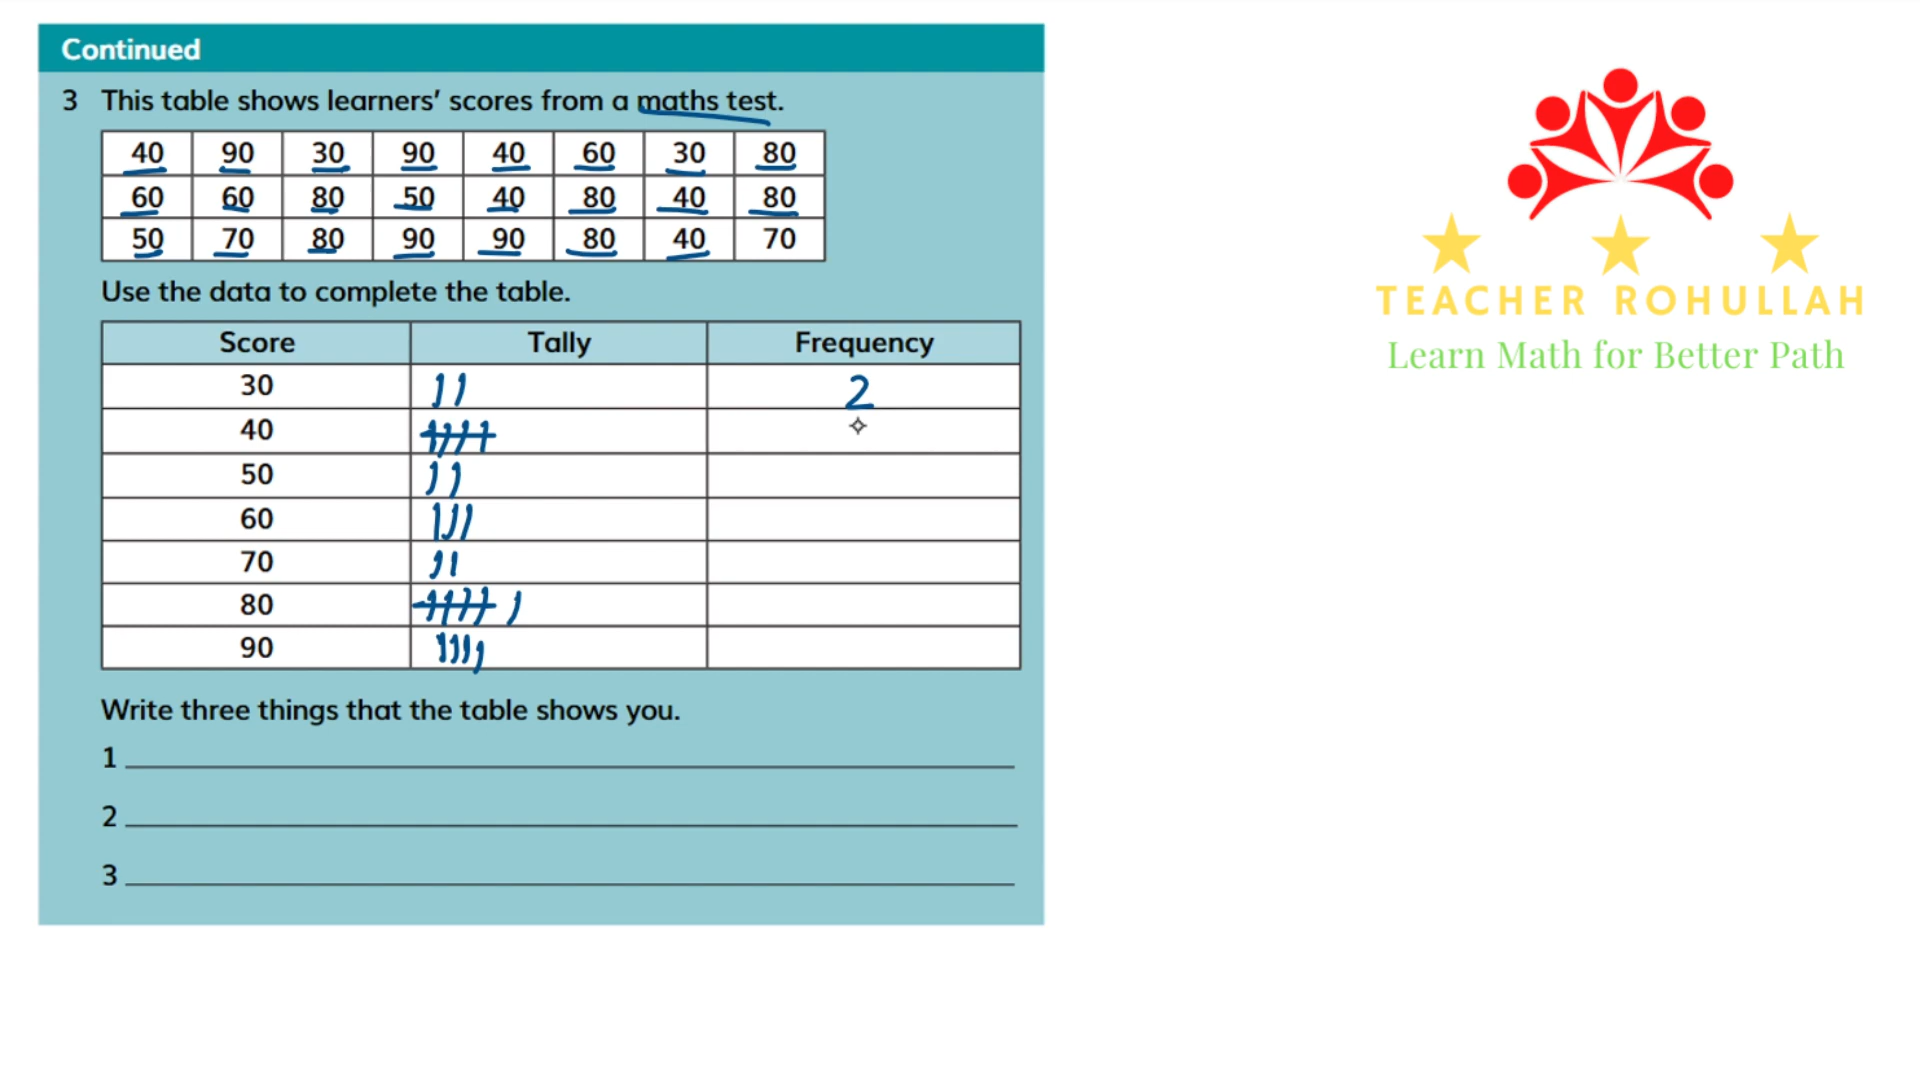 Continued
3 This table shows learners' scores from a maths test.
40 90 30 90 40 60 30 80
60 60 80 50 40 80 40 80
50 70 80 90 90 80 40 70
Use the data to complete the table.
Score Tally Frequency
30 2
40
50
60
70
80
90
Write three things that the table shows you.
1
2
3
TEACHER ROHULLAH
Learn Math for Better Path